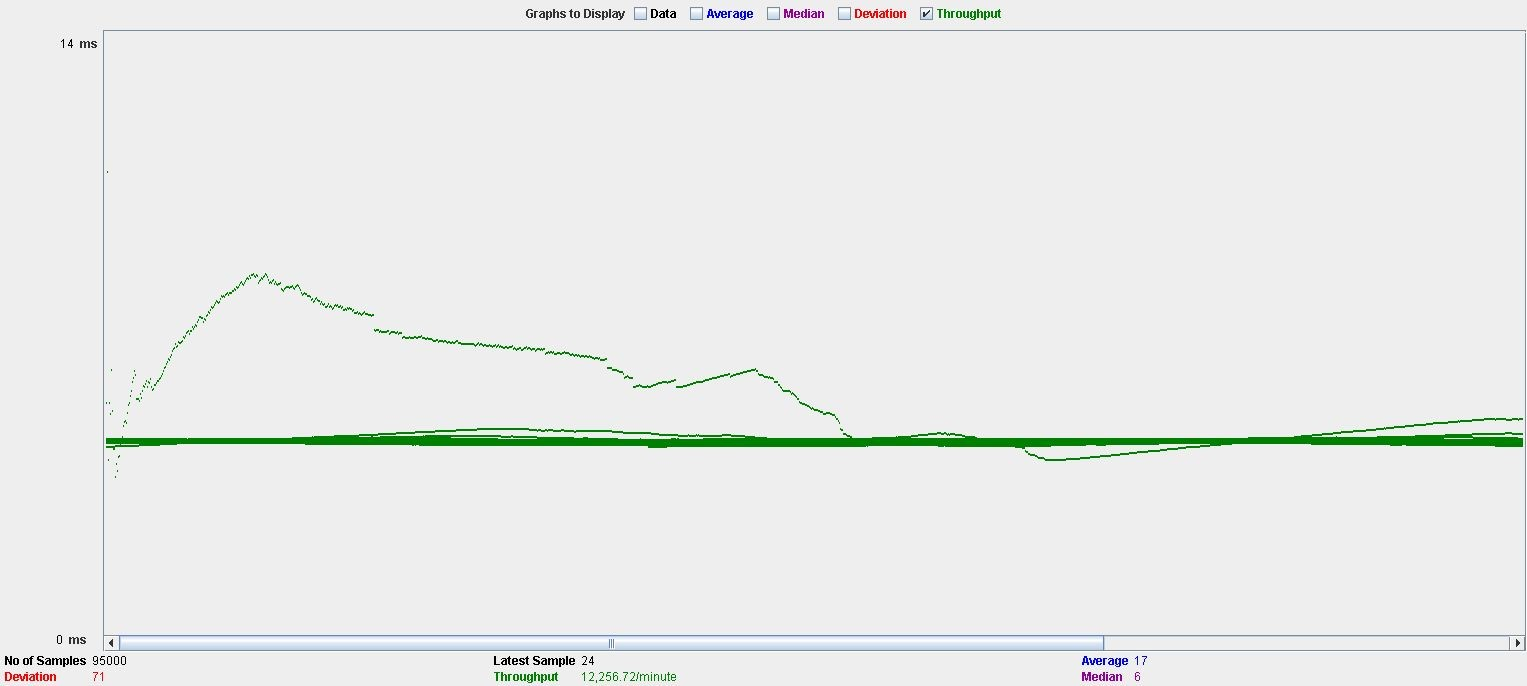 Graphs to Display Data Average Median Deviation Throughput
14 ms
0 ms
No of Samples 95000 Latest Sample 24 Average 17
Deviation 71 Throughput 12,256.72/minute Median 6